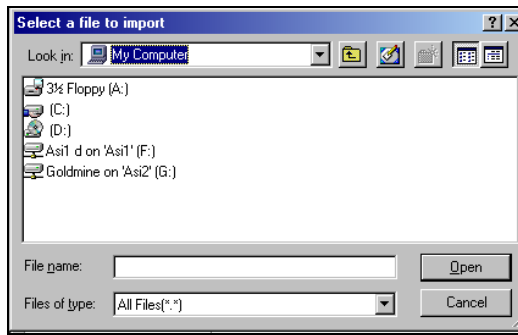 Select a file to import
Look in: My Computer
3½ Floppy (A:)
(C:)
(D:)
Asi1 d on 'Asi1' (F:)
Goldmine on 'Asi2' (G:)
File name:
Open
Files of type: All Files(*.*)
Cancel